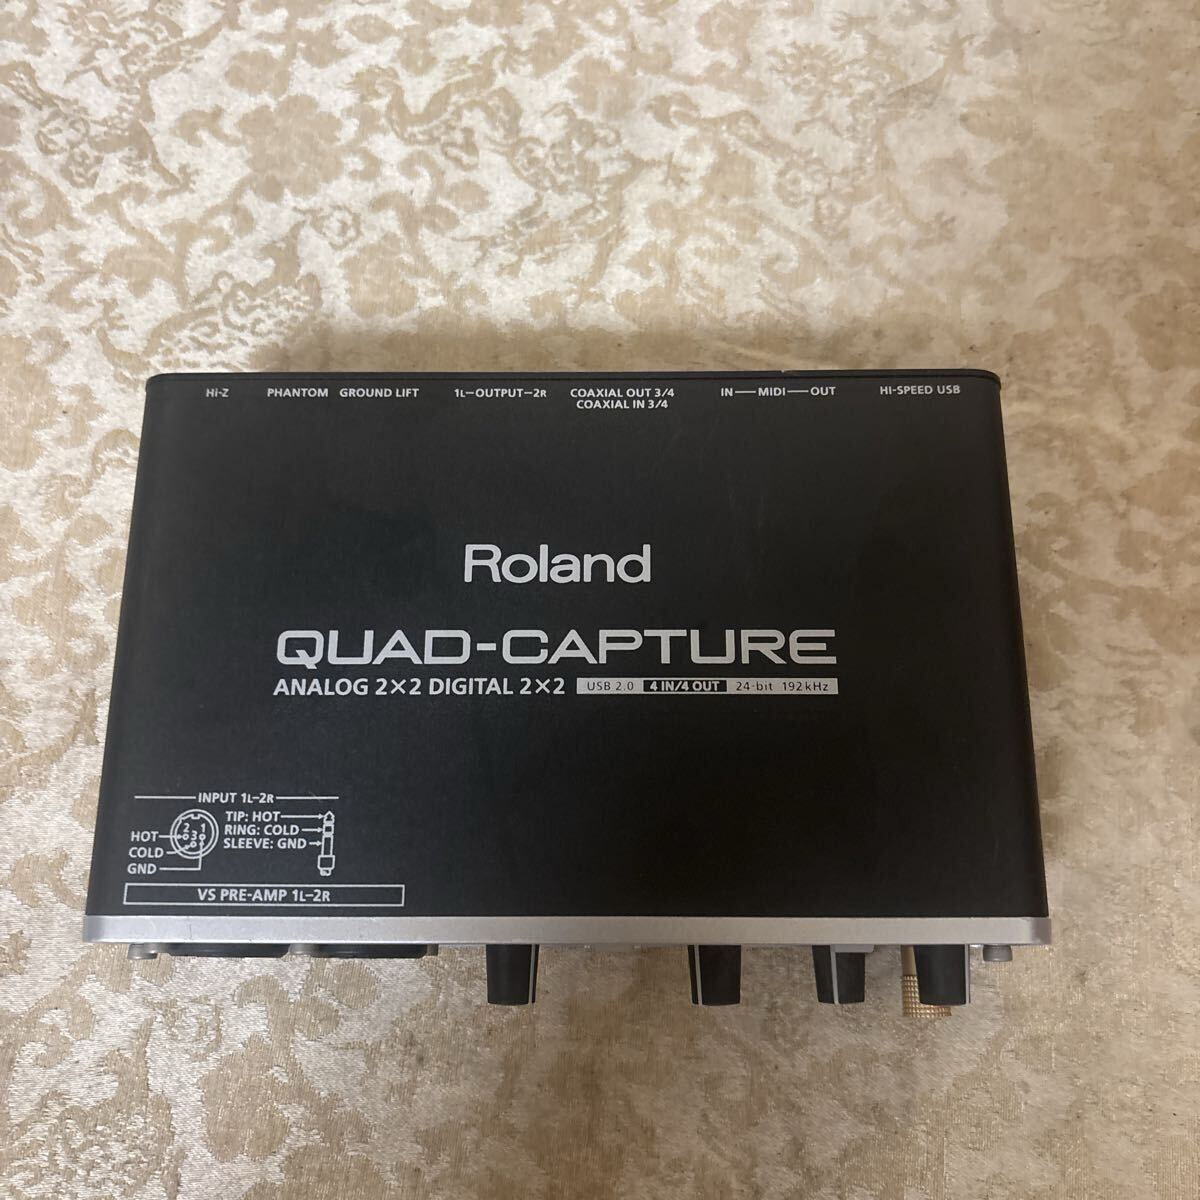 Hi-Z PHANTOM GROUND LIFT 1L–OUTPUT–2R COAXIAL OUT 3/4 IN—MIDI—OUT HI-SPEED USB
COAXIAL IN 3/4
Roland
QUAD-CAPTURE
ANALOG 2×2 DIGITAL 2×2 USB 2.0 4 IN/4 OUT 24-bit 192kHz
INPUT 1L–2R
TIP: HOT
RING: COLD
SLEEVE: GND
2 1
3
HOT
COLD
GND
VS PRE-AMP 1L–2R